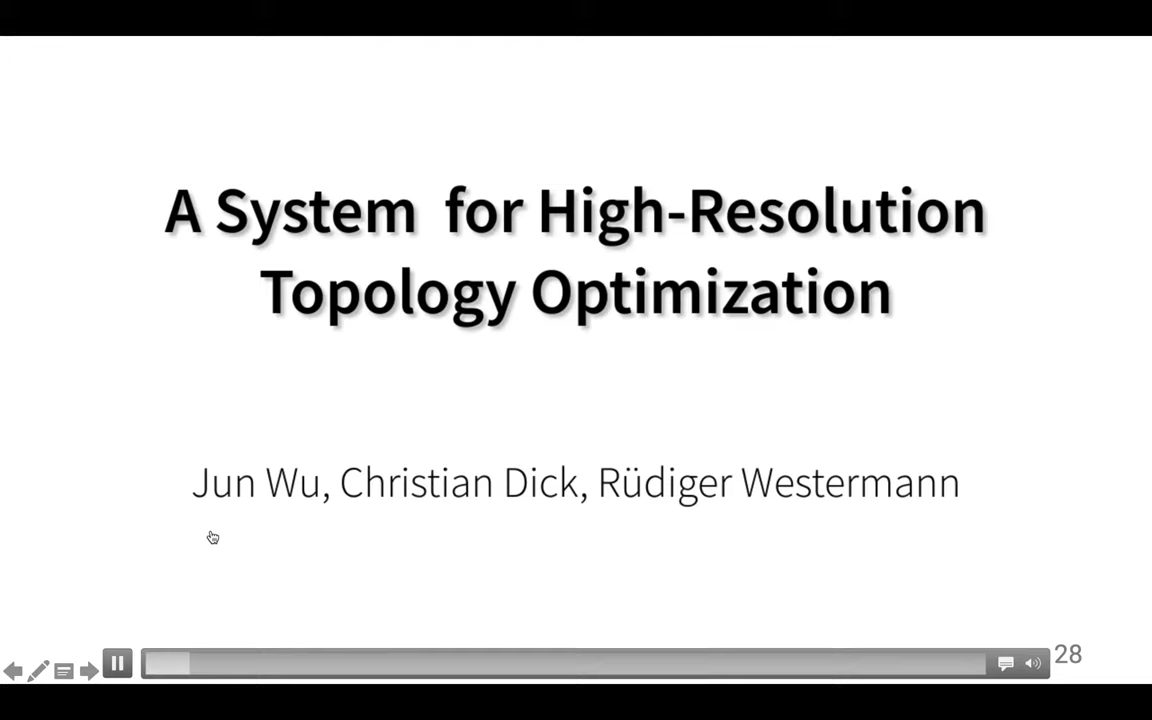 A System for High-Resolution
Topology Optimization
Jun Wu, Christian Dick, Rüdiger Westermann
28